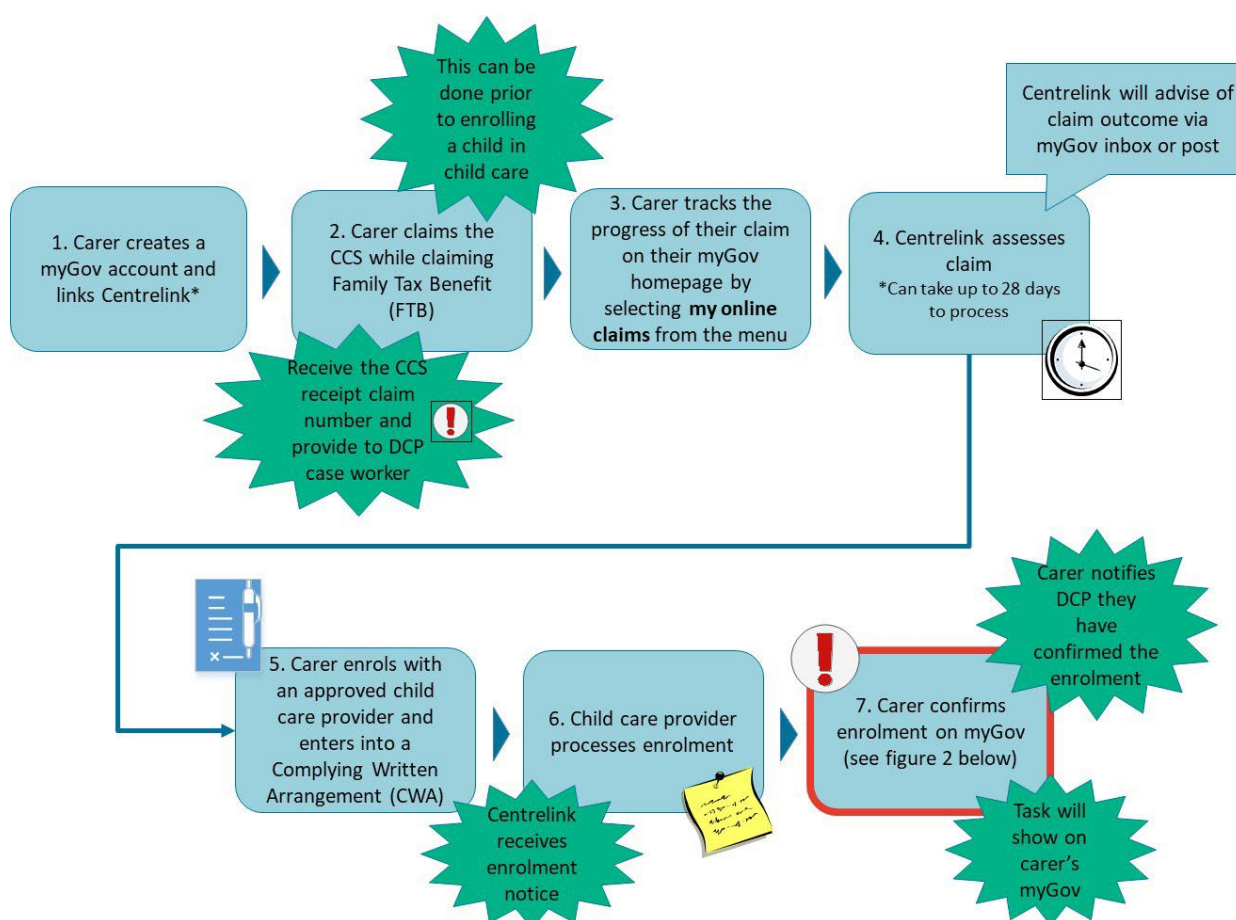 This can be
done prior
to enrolling
a child in
child care
Centrelink will advise of
claim outcome via
myGov inbox or post
1. Carer creates a
myGov account and
links Centrelink*
2. Carer claims the
CCS while claiming
Family Tax Benefit
(FTB)
3. Carer tracks the
progress of their claim
on their myGov
homepage by
selecting my online
claims from the menu
4. Centrelink assesses
claim
*Can take up to 28 days
to process
Receive the CCS
receipt claim
number and
provide to DCP
case worker
5. Carer enrols with
an approved child
care provider and
enters into a
Complying Written
Arrangement (CWA)
Centrelink
receives
enrolment
notice
6. Child care provider
processes enrolment
Carer notifies
DCP they
have
confirmed the
enrolment
7. Carer confirms
enrolment on myGov
(see figure 2 below)
Task will
show on
carer's
myGov